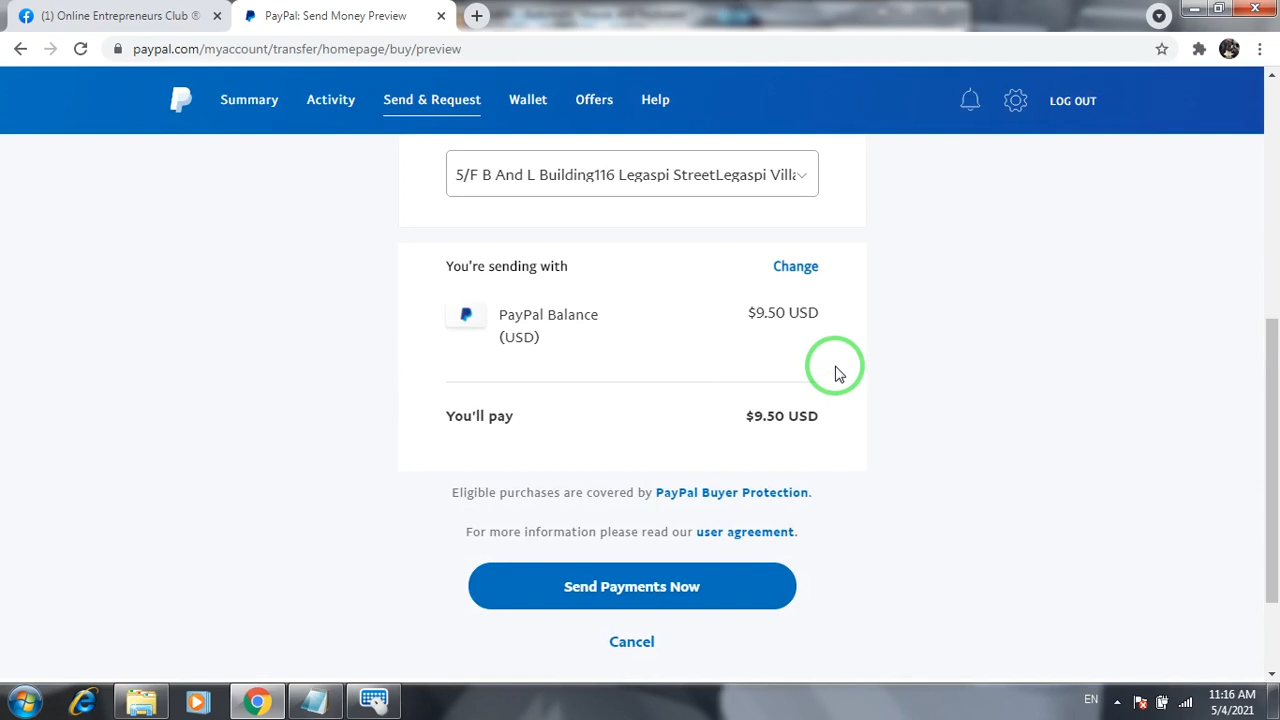 (1) Online Entrepreneurs Club ®
PayPal: Send Money Preview
paypal.com/myaccount/transfer/homepage/buy/preview
Summary
Activity
Send & Request
Wallet
Offers
Help
LOG OUT
5/F B And L Building116 Legaspi StreetLegaspi Villa
You're sending with
Change
PayPal Balance
(USD)
$9.50 USD
You'll pay
$9.50 USD
Eligible purchases are covered by PayPal Buyer Protection.
For more information please read our user agreement.
Send Payments Now
Cancel
EN
11:16 AM
5/4/2021